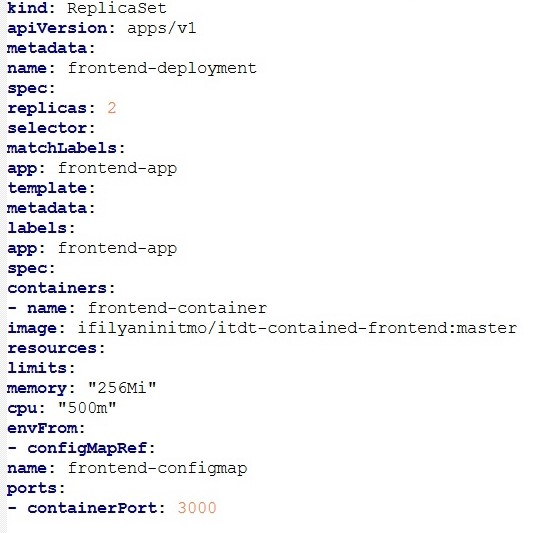 kind: ReplicaSet
apiVersion: apps/v1
metadata:
name: frontend-deployment
spec:
replicas: 2
selector:
matchLabels:
app: frontend-app
template:
metadata:
labels:
app: frontend-app
spec:
containers:
- name: frontend-container
image: ifilyaninitmo/itdt-contained-frontend:master
resources:
limits:
memory: "256Mi"
cpu: "500m"
envFrom:
- configMapRef:
name: frontend-configmap
ports:
- containerPort: 3000